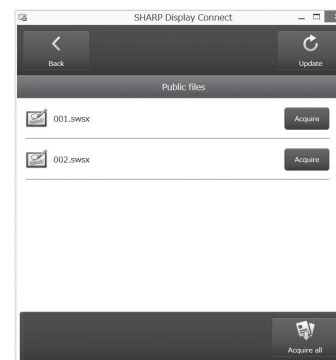 SHARP Display Connect
Back
Update
Public files
001.swsx
Acquire
002.swsx
Acquire
Acquire all